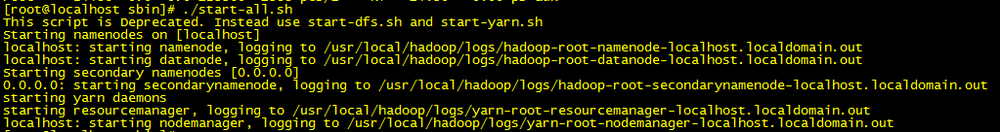 [root@localhost sbin]# ./start-all.sh
This script is Deprecated. Instead use start-dfs.sh and start-yarn.sh
Starting namenodes on [localhost]
localhost: starting namenode, logging to /usr/local/hadoop/logs/hadoop-root-namenode-localhost.localdomain.out
localhost: starting datanode, logging to /usr/local/hadoop/logs/hadoop-root-datanode-localhost.localdomain.out
Starting secondary namenodes [0.0.0.0]
0.0.0.0: starting secondarynamenode, logging to /usr/local/hadoop/logs/hadoop-root-secondarynamenode-localhost.localdomain.out
starting yarn daemons
starting resourcemanager, logging to /usr/local/hadoop/logs/yarn-root-resourcemanager-localhost.localdomain.out
localhost: starting nodemanager, logging to /usr/local/hadoop/logs/yarn-root-nodemanager-localhost.localdomain.out